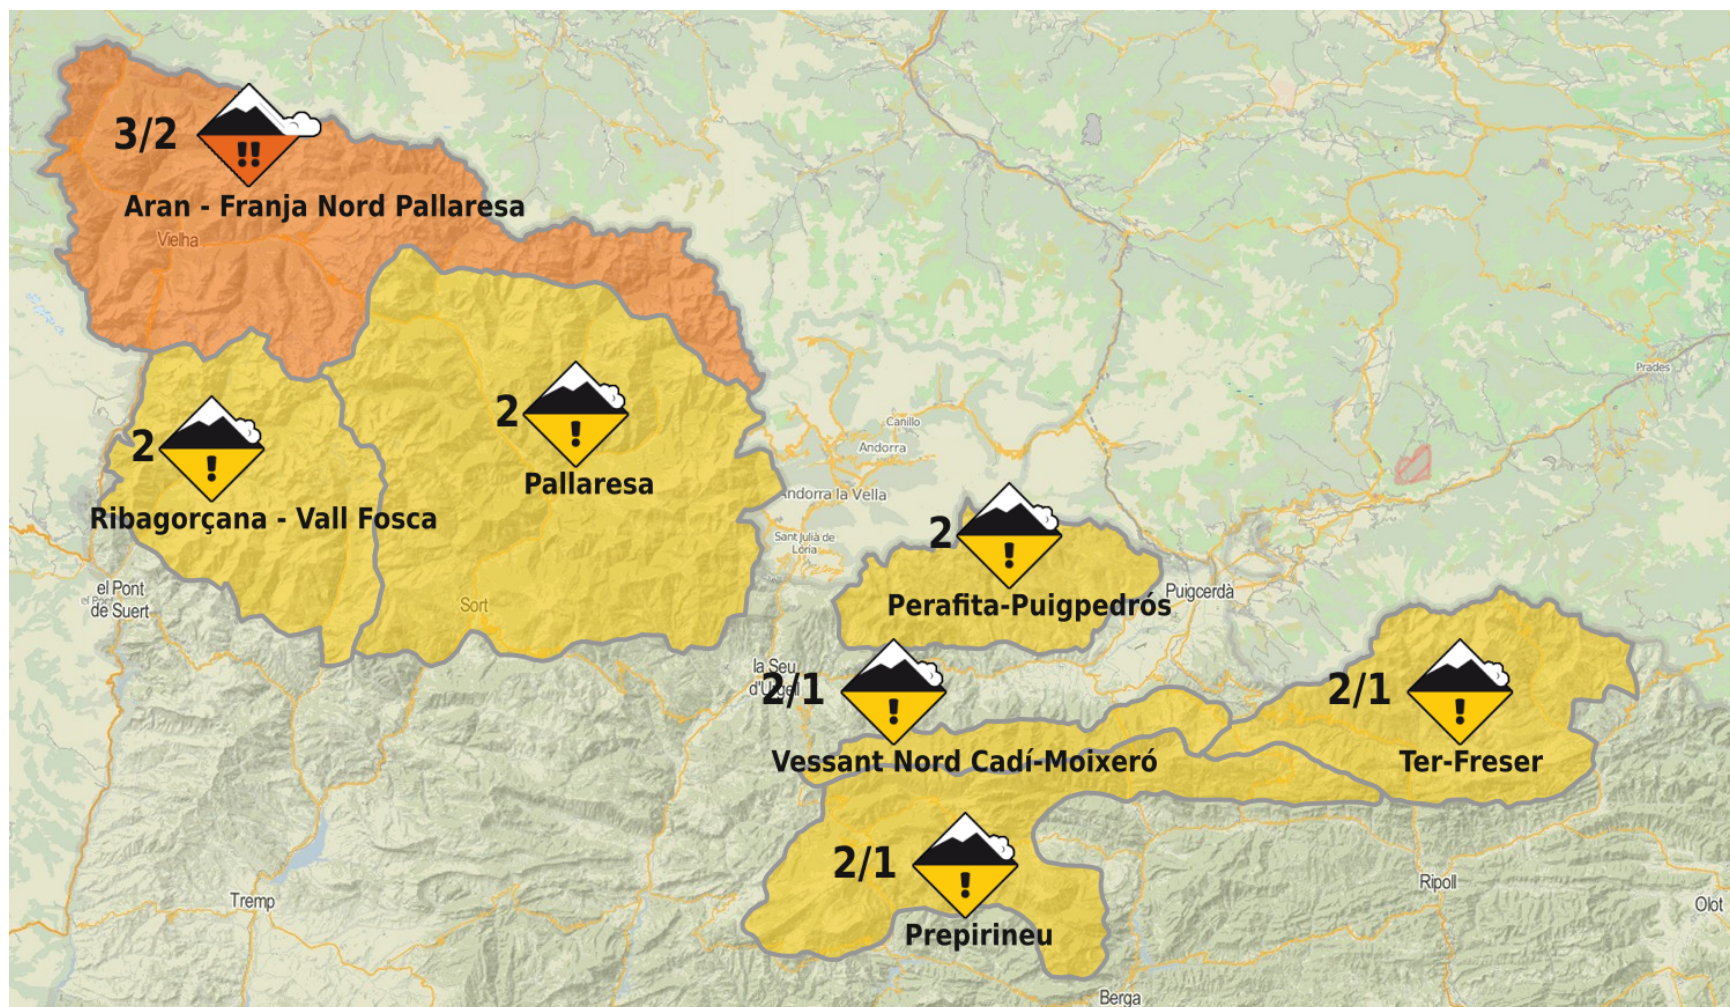 3/2
!!
Aran - Franja Nord Pallaresa
Vielha
2
!
Pallaresa
2
!
Ribagorçana - Vall Fosca
Prades
Canillo
Andorra
Andorra la Vella
Sant Julià de
Lòria
2
!
Perafita-Puigpedrós
Puigcerdà
el Pont
de Suert
Sort
la Seu
d'Urgell
2/1
!
Vessant Nord Cadí-Moixeró
2/1
!
Ter-Freser
2/1
!
Prepirineu
Tremp
Ripoll
Olot
Berga